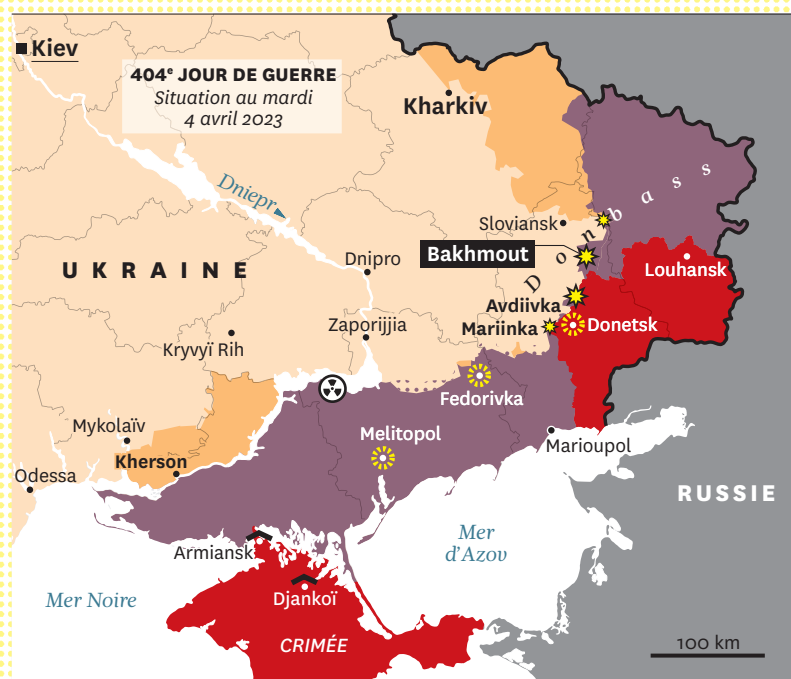 Kiev
404e JOUR DE GUERRE
Situation au mardi
4 avril 2023
Kharkiv
Dniepr
Donbass
Sloviansk
Bakhmout
UKRAINE
Dnipro
Louhansk
Avdiivka
Zaporijjia
Mariinka
Donetsk
Kryvyï Rih
Fedorivka
Mykolaïv
Melitopol
Marioupol
Kherson
Odessa
RUSSIE
Mer
d'Azov
Armiansk
Mer Noire
Djankoï
CRIMÉE
100 km